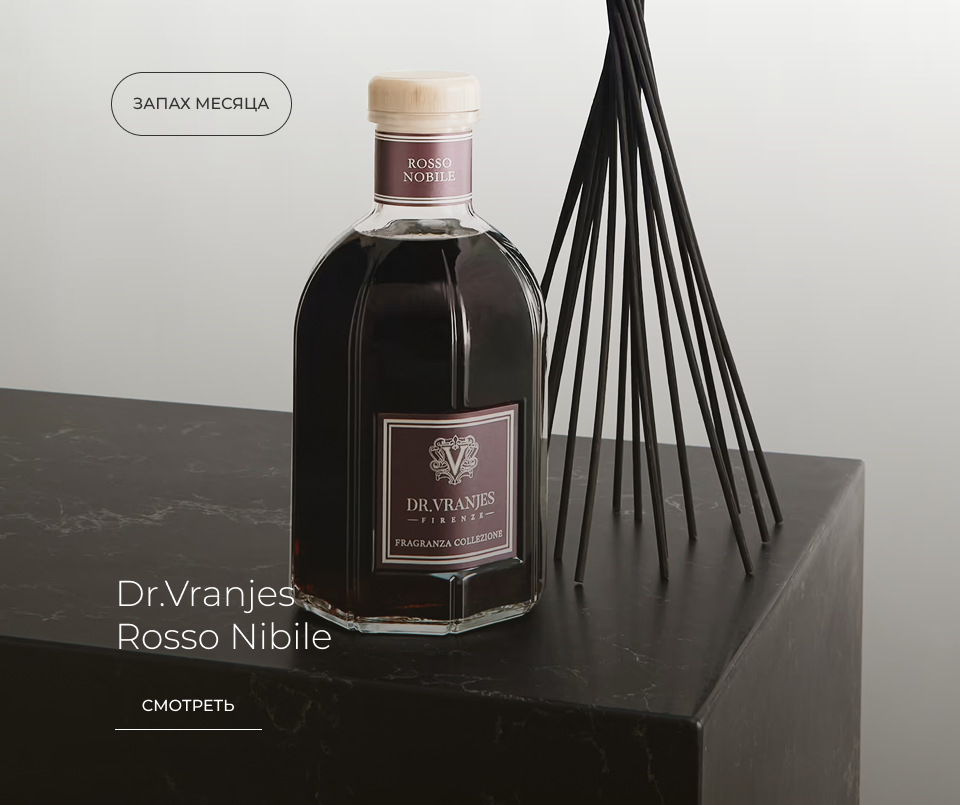 ЗАПАХ МЕСЯЦА
ROSSO
NOBILE
V
DR.VRANJES
FIRENZE
FRAGRANZA COLLEZIONE
Dr.Vranjes
Rosso Nibile
СМОТРЕТЬ